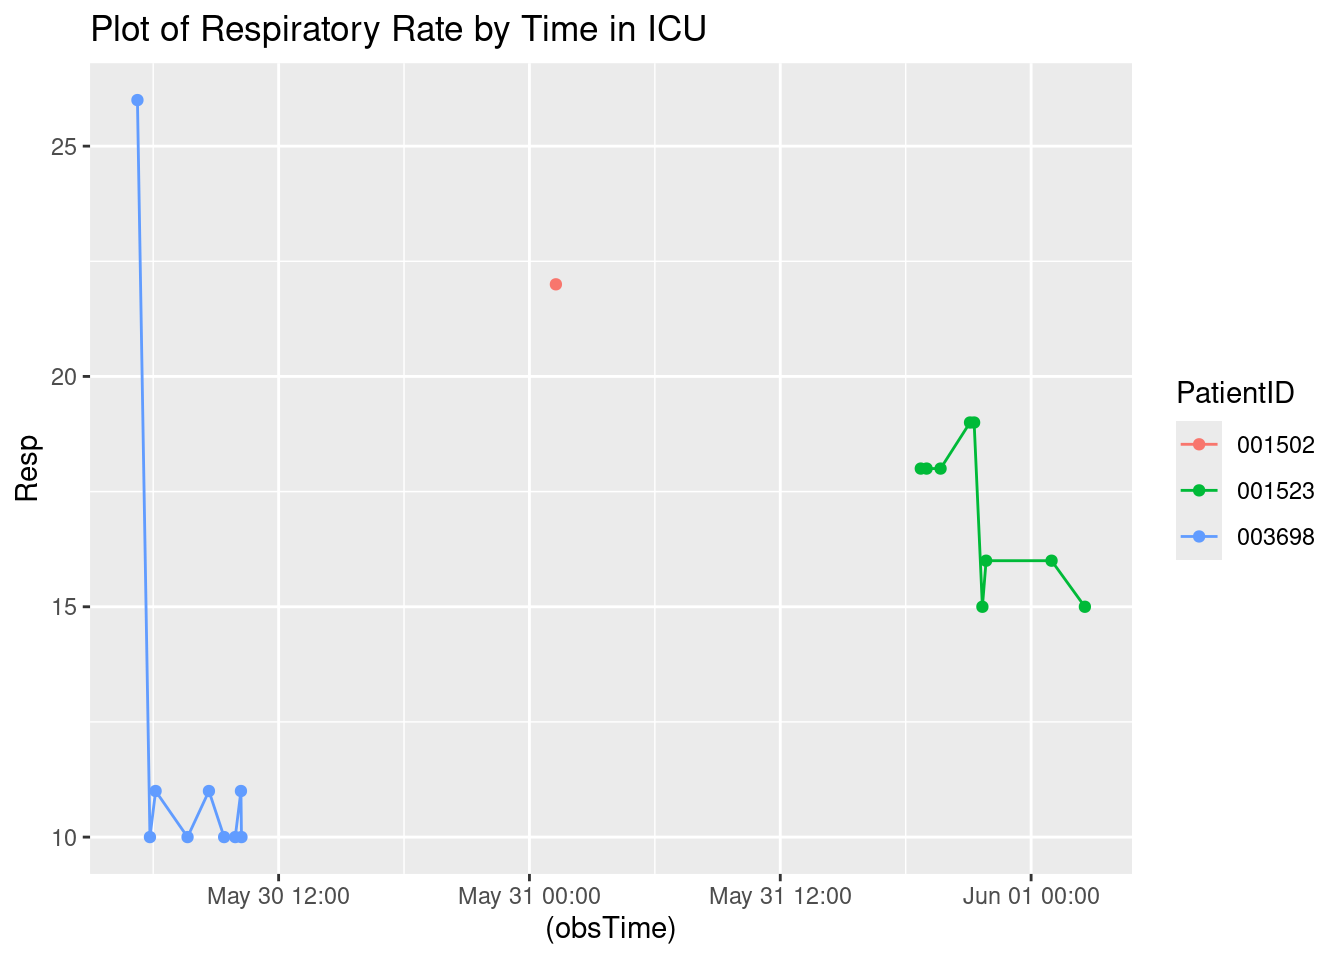 Plot of Respiratory Rate by Time in ICU
25
20
15
10
Resp
May 30 12:00
May 31 00:00
May 31 12:00
Jun 01 00:00
(obsTime)
PatientID
001502
001523
003698